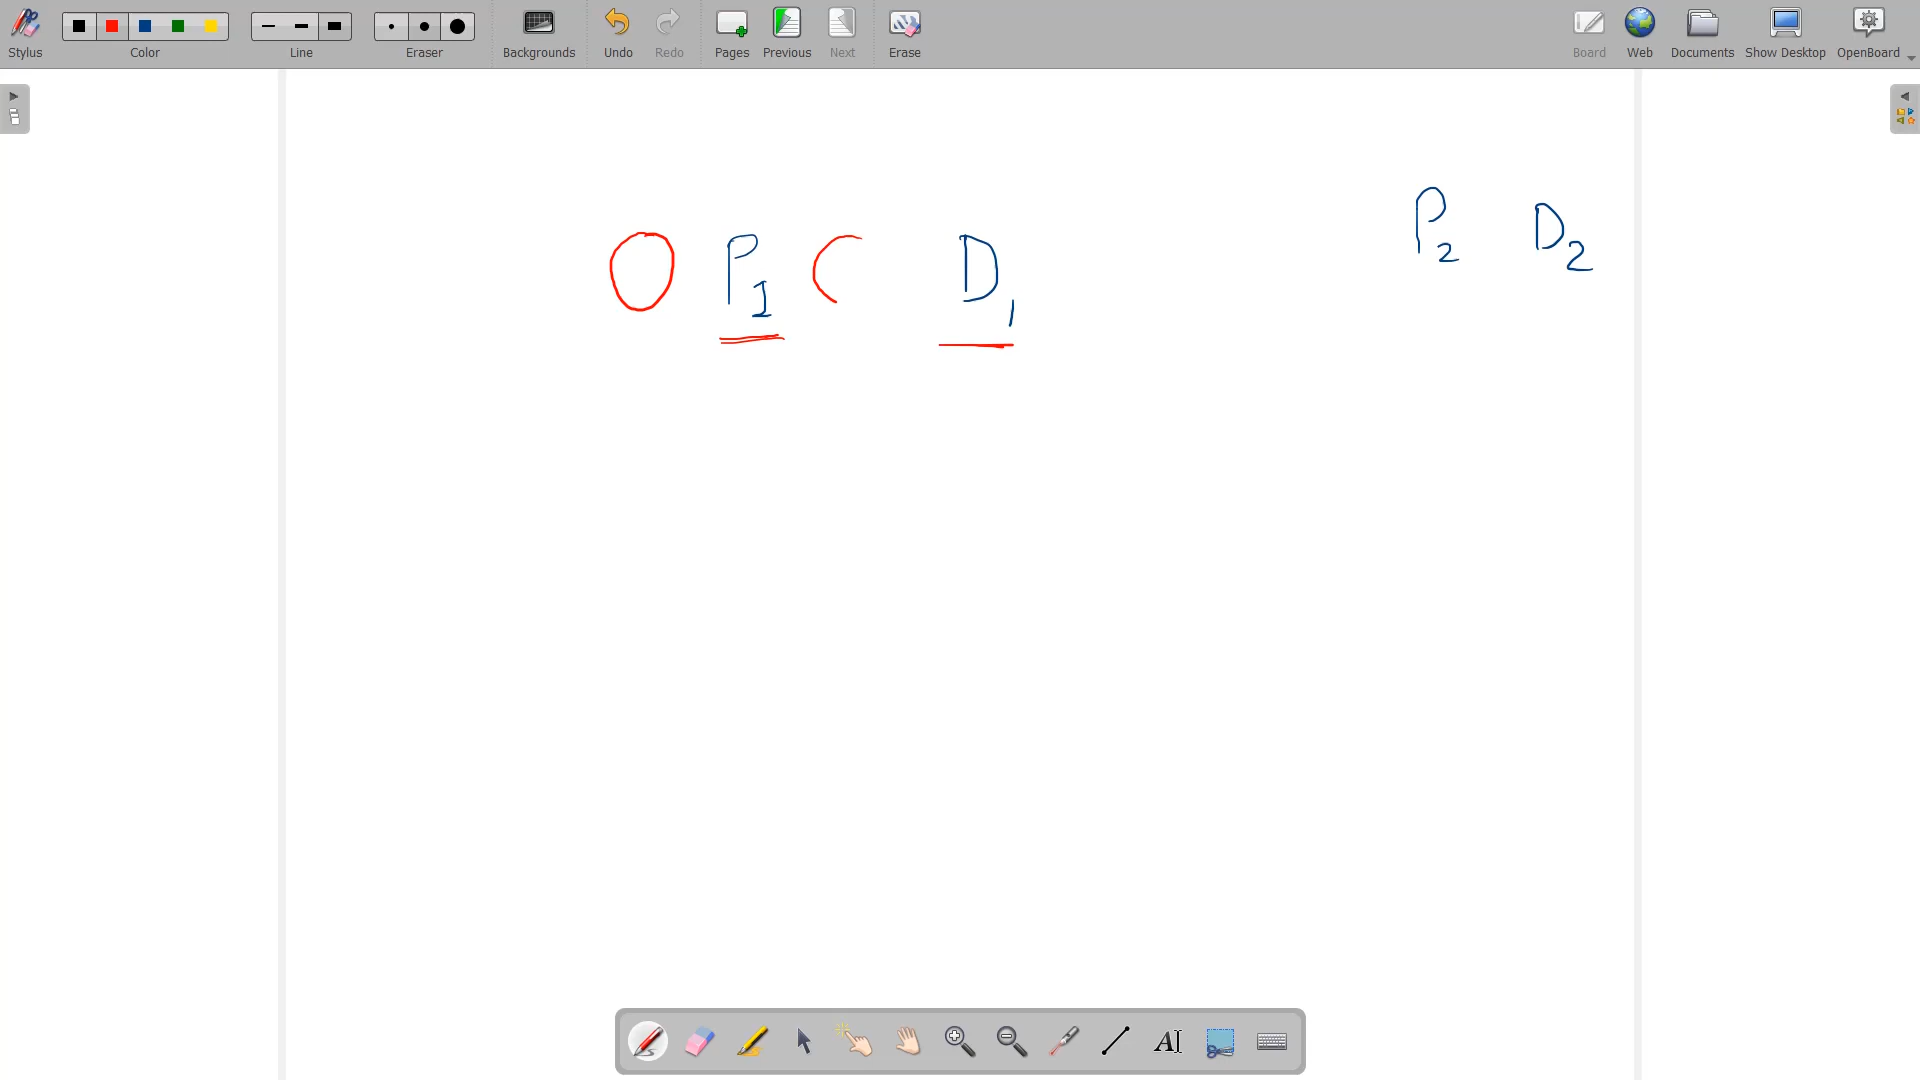 Stylus Color Line Eraser Backgrounds Undo Redo Pages Previous Next Erase Board Web Documents Show Desktop OpenBoard
P2 D2
O P1 C D1
AI